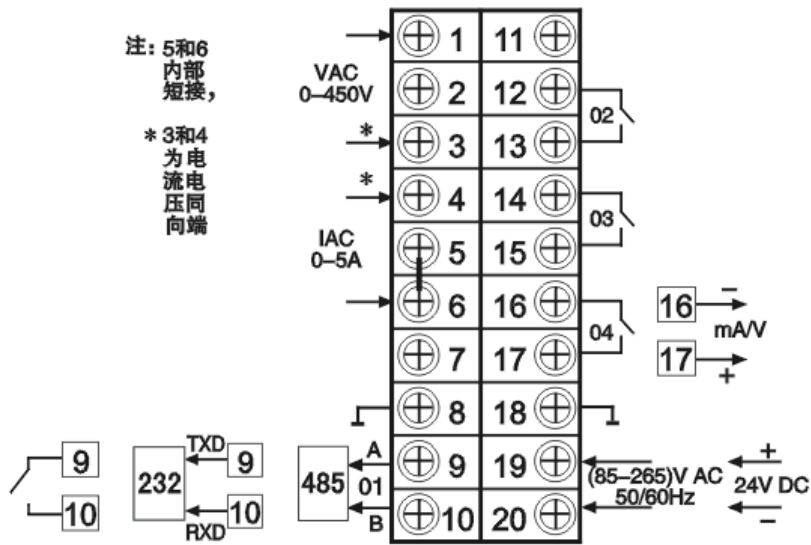 注: 5和6
内部
短接，
* 3和4
为电
流电
压同
向端
VAC
0–450V
*
*
IAC
0–5A
1 11
2 12
3 13
4 14
5 15
6 16
7 17
8 18
9 19
10 20
02
03
04
16 −
mA/V
17 +
9
10
232
TXD 9
RXD 10
485
A
01
B
(85–265)V AC
50/60Hz
+
24V DC
−